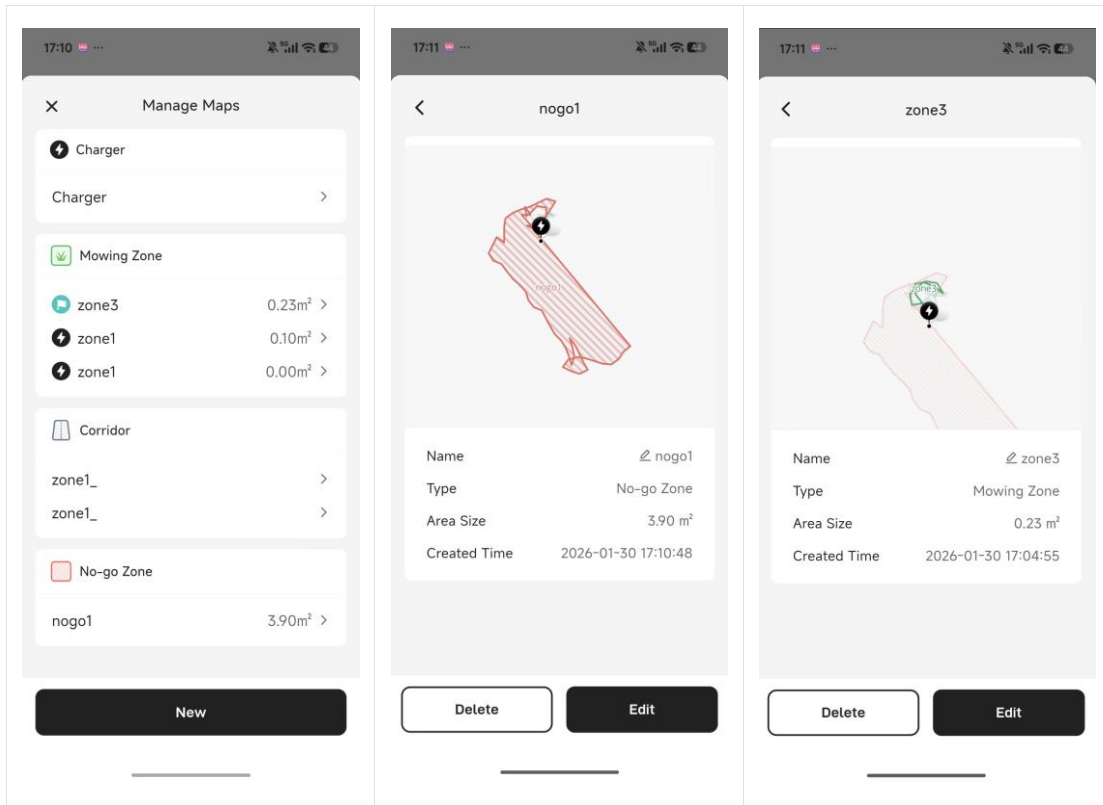 17:10 ...
5G
Manage Maps
Charger
Charger
Mowing Zone
zone3 0.23m²
zone1 0.10m²
zone1 0.00m²
Corridor
zone1_
zone1_
No-go Zone
nogo1 3.90m²
New
17:11 ...
5G
nogo1
nogo1
Name nogo1
Type No-go Zone
Area Size 3.90 m²
Created Time 2026-01-30 17:10:48
Delete Edit
17:11 ...
5G
zone3
zone3
Name zone3
Type Mowing Zone
Area Size 0.23 m²
Created Time 2026-01-30 17:04:55
Delete Edit